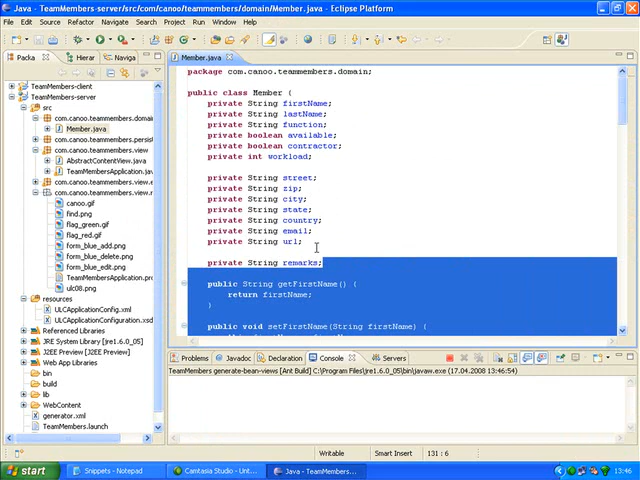 Java - TeamMembers-server/src/com/canoo/teammembers/domain/Member.java - Eclipse Platform
File Edit Source Refactor Navigate Search Project Run Window Help
Java
Packa
Hierar
Naviga
TeamMembers-client
TeamMembers-server
src
com.canoo.teammembers.doma
Member.java
com.canoo.teammembers.persist
com.canoo.teammembers.view
AbstractContentView.java
TeamMembersApplication.jav
com.canoo.teammembers.view.e
com.canoo.teammembers.view.r
canoo.gif
find.png
flag_green.gif
flag_red.gif
form_blue_add.png
form_blue_delete.png
form_blue_edit.png
TeamMembersApplication.pro
ulc08.png
resources
ULCApplicationConfig.xml
ULCApplicationConfiguration.xsd
Referenced Libraries
JRE System Library [J2EE
J2EE Preview [J2EE Preview]
Web App Libraries
bin
build
lib
WebContent
generator.xml
TeamMembers.launch
Member.java
package com.canoo.teammembers.domain;
public class Member {
private String firstName;
private String lastName;
private String function;
private boolean available;
private boolean contractor;
private int workload;
private String street;
private String zip;
private String city;
private String state;
private String country;
private String email;
private String url;
private String remarks;
public String getFirstName() {
return firstName;
}
public void setFirstName(String firstName) {
Problems
Javadoc
Declaration
Console
Servers
TeamMembers generate-bean-views [Ant Build] C:\Program Files\jre1.6.0_05\bin\javaw.exe (17.04.2008 13:46:54)
Writable
Smart Insert
131 : 6
start
Snippets - Notepad
Camtasia Studio - Unt...
Java - TeamMembers...
13:46